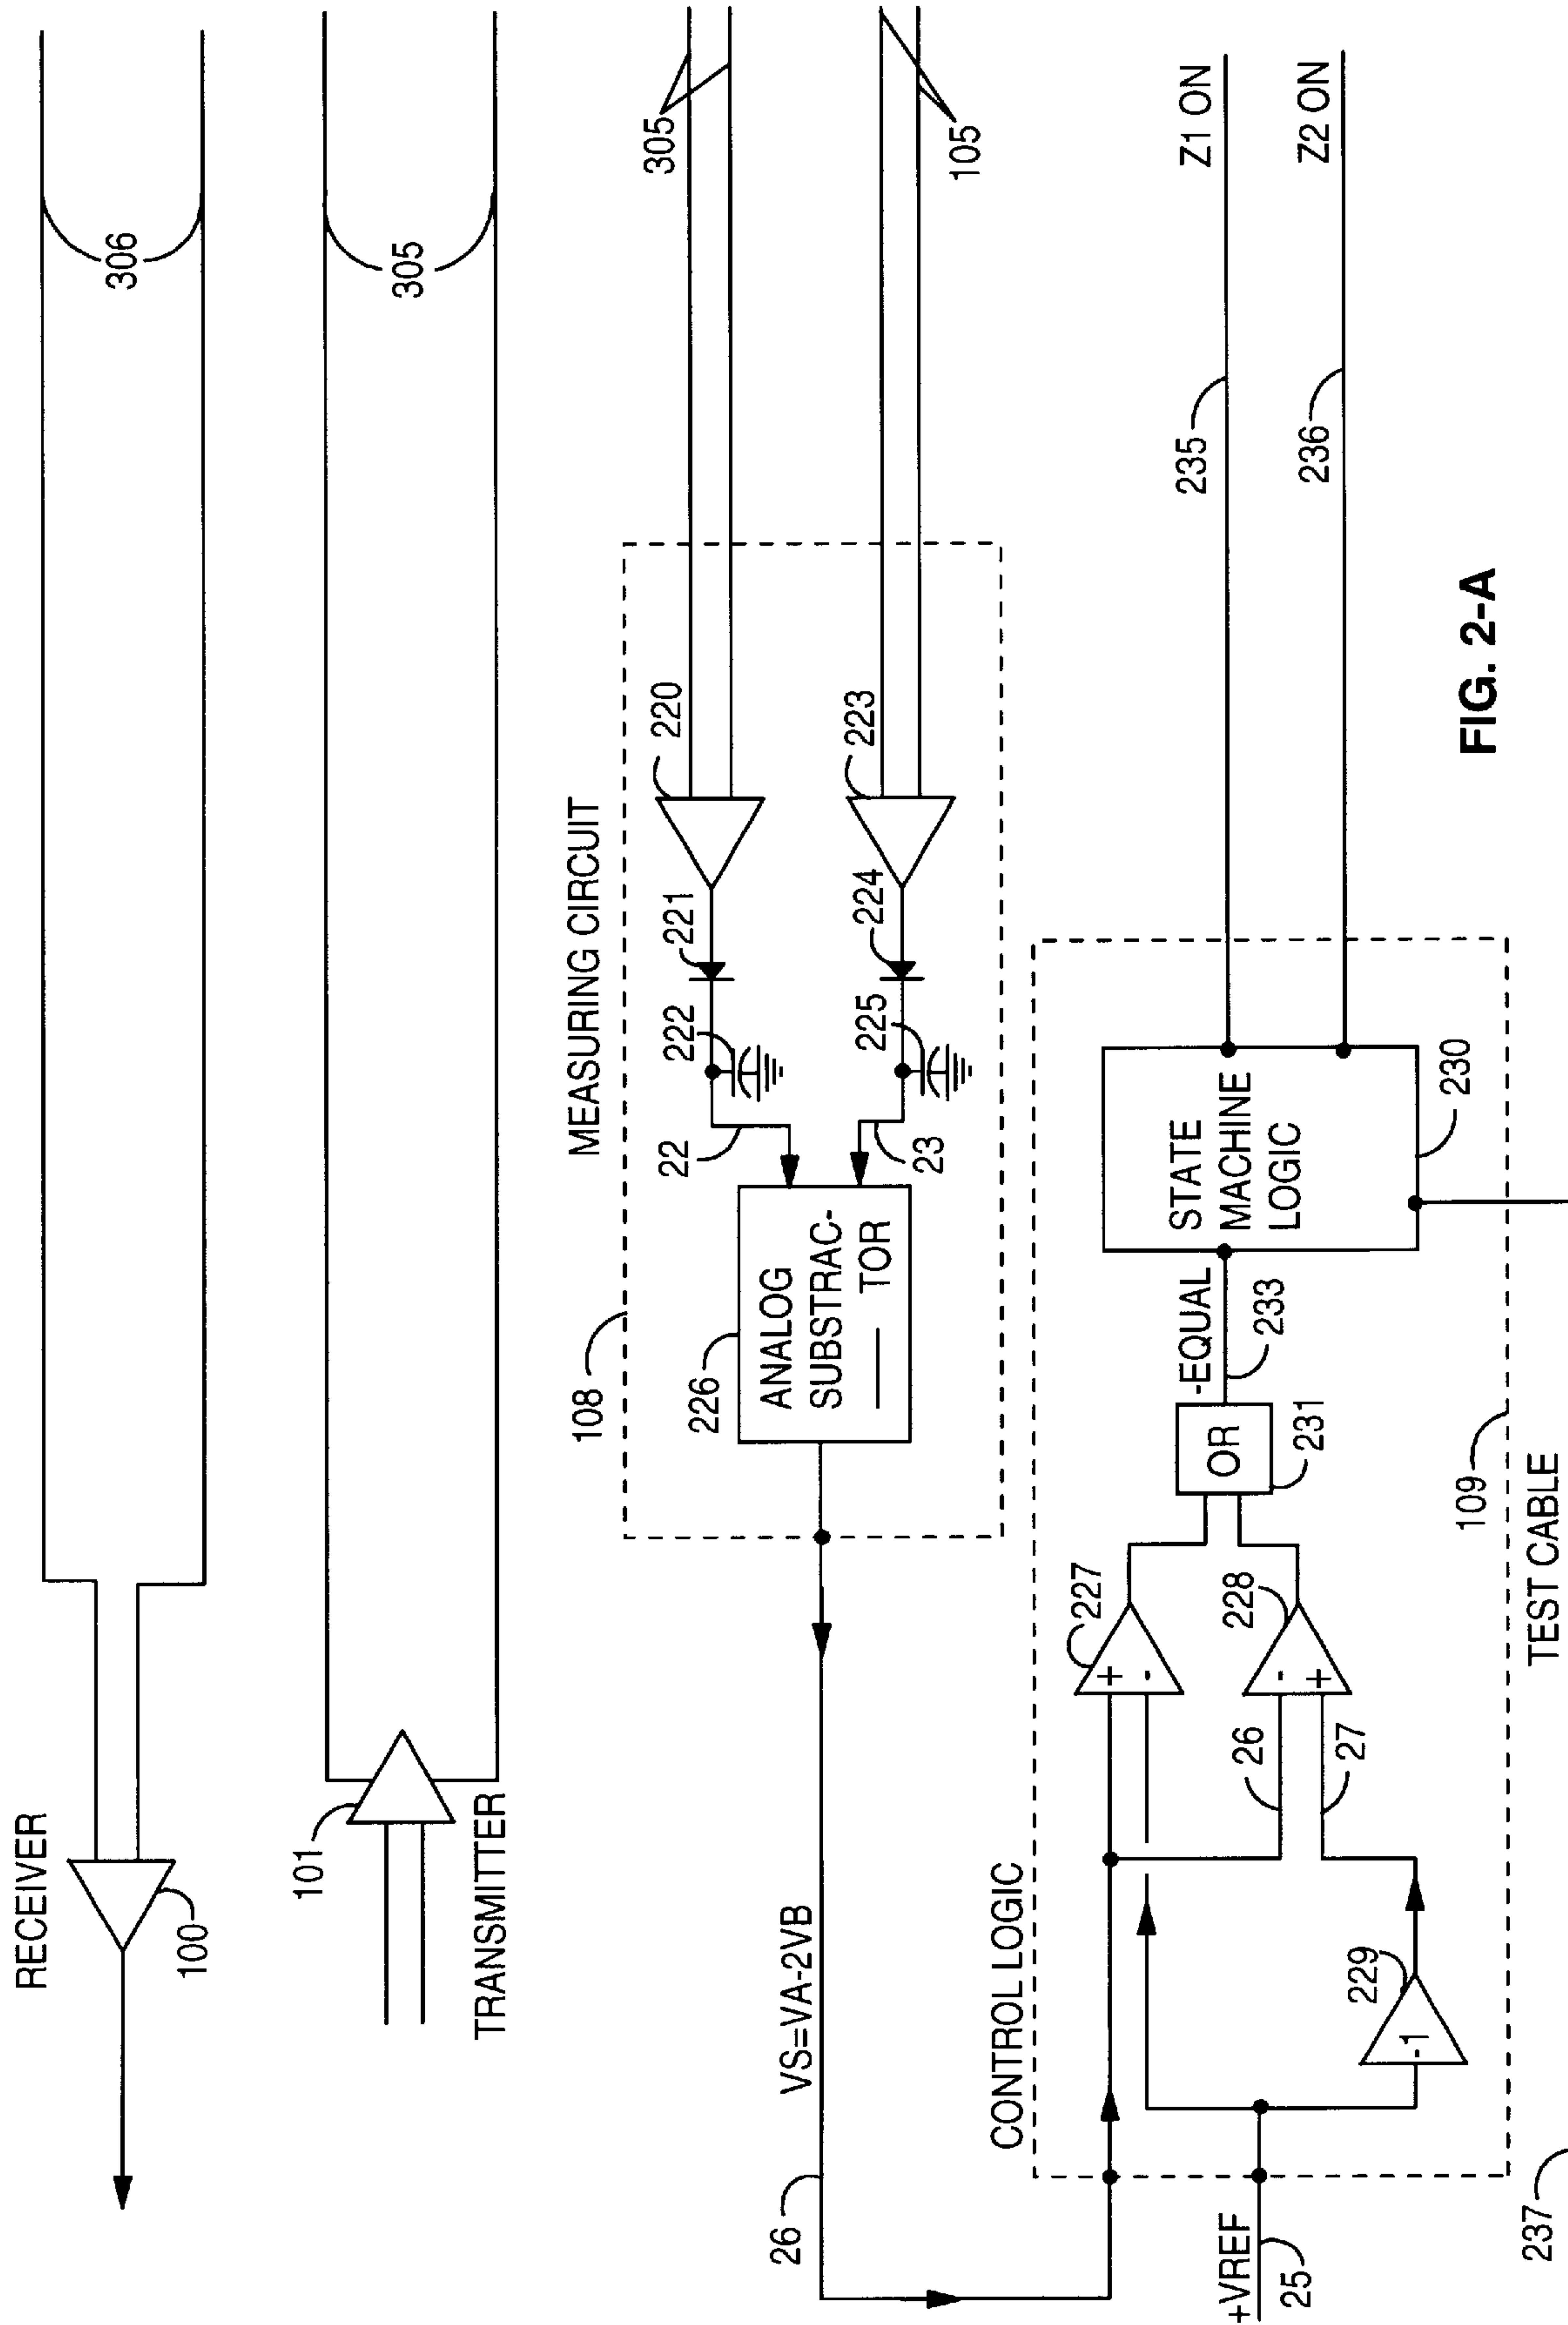 RECEIVER
100
306
101
TRANSMITTER
305
MEASURING CIRCUIT
108
226
ANALOG
SUBSTRAC-
TOR
22
222
221
220
305
23
225
224
223
105
26
VS=VA-2VB
CONTROL LOGIC
+VREF
25
-1
229
26
27
+
-
227
-
+
228
OR
231
-EQUAL
233
STATE
MACHINE
LOGIC
230
235
Z1 ON
236
Z2 ON
109
237
TEST CABLE
FIG. 2-A